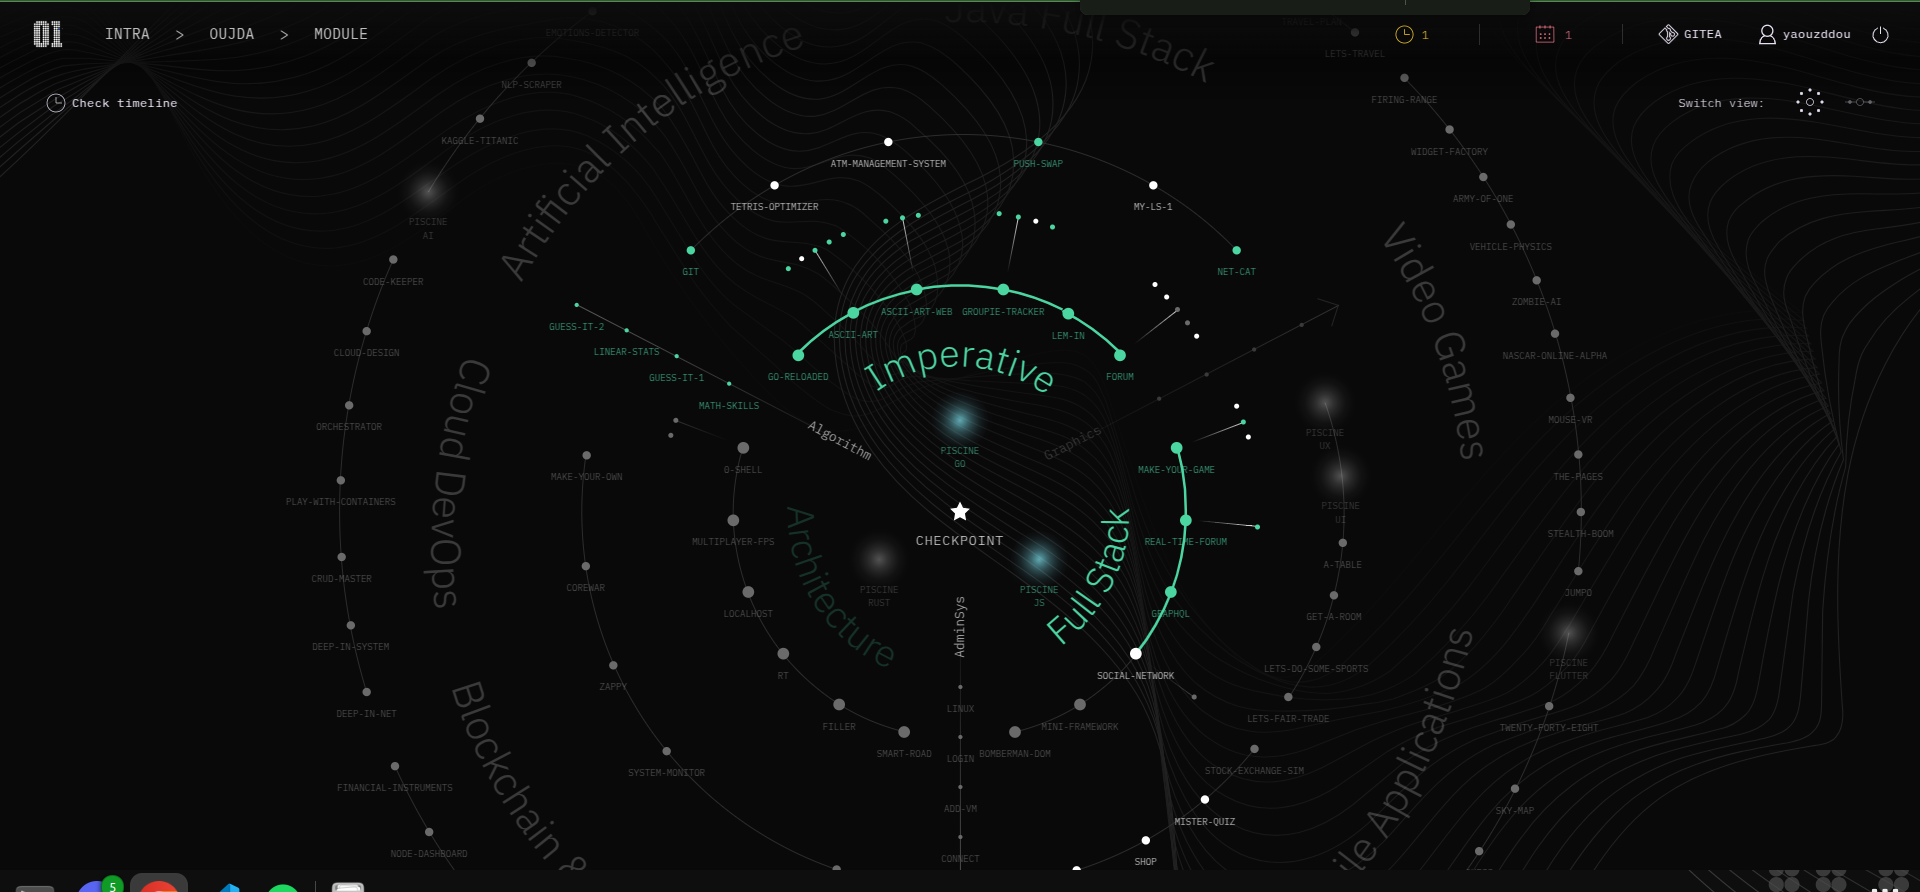 01
INTRA > OUJDA > MODULE
1
1
GITEA
yaouzddou
Check timeline
Switch view:
Java Full Stack
Artificial Intelligence
Video Games
Cloud DevOps
Blockchain &
ile Applications
Imperative
Full Stack
Architecture
Algorithm
Graphics
AdminSys
EMOTIONS-DETECTOR
NLP-SCRAPER
KAGGLE-TITANIC
PISCINE
AI
LETS-TRAVEL
FIRING-RANGE
WIDGET-FACTORY
ARMY-OF-ONE
VEHICLE-PHYSICS
ZOMBIE-AI
NASCAR-ONLINE-ALPHA
MOUSE-VR
THE-PAGES
STEALTH-BOOM
JUMPO
ATM-MANAGEMENT-SYSTEM
PUSH-SWAP
TETRIS-OPTIMIZER
MY-LS-1
GIT
NET-CAT
CODE-KEEPER
CLOUD-DESIGN
ORCHESTRATOR
PLAY-WITH-CONTAINERS
CRUD-MASTER
DEEP-IN-SYSTEM
DEEP-IN-NET
FINANCIAL-INSTRUMENTS
NODE-DASHBOARD
GUESS-IT-2
LINEAR-STATS
GUESS-IT-1
MATH-SKILLS
GO-RELOADED
ASCII-ART
ASCII-ART-WEB
GROUPIE-TRACKER
LEM-IN
FORUM
PISCINE
GO
CHECKPOINT
PISCINE
RUST
PISCINE
JS
MAKE-YOUR-GAME
REAL-TIME-FORUM
GRAPHQL
SOCIAL-NETWORK
MINI-FRAMEWORK
BOMBERMAN-DOM
0-SHELL
MULTIPLAYER-FPS
LOCALHOST
RT
FILLER
SMART-ROAD
MAKE-YOUR-OWN
COREWAR
ZAPPY
SYSTEM-MONITOR
LINUX
LOGIN
ADD-VM
CONNECT
PISCINE
UX
PISCINE
UI
A-TABLE
GET-A-ROOM
LETS-DO-SOME-SPORTS
LETS-FAIR-TRADE
STOCK-EXCHANGE-SIM
MISTER-QUIZ
SHOP
PISCINE
FLUTTER
TWENTY-FORTY-EIGHT
SKY-MAP
5